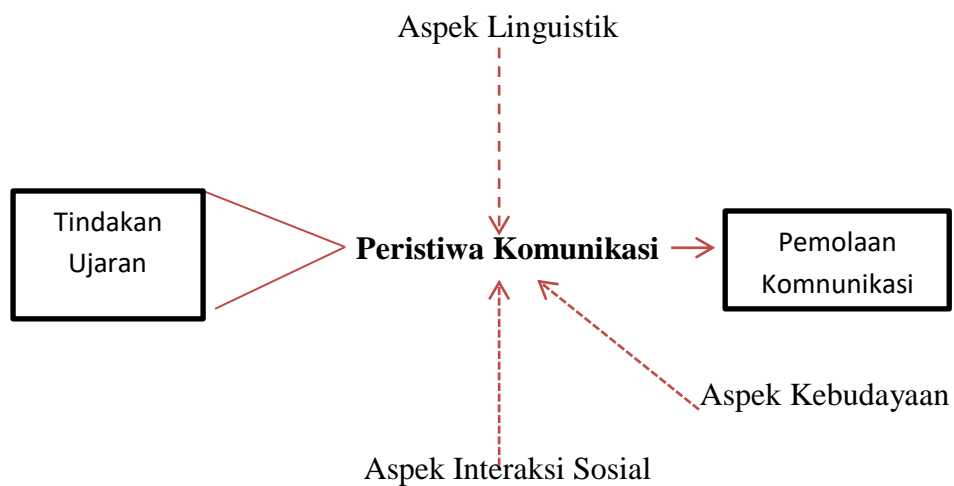 Aspek Linguistik
Tindakan
Ujaran
Peristiwa Komunikasi
Pemolaan
Komnunikasi
Aspek Kebudayaan
Aspek Interaksi Sosial